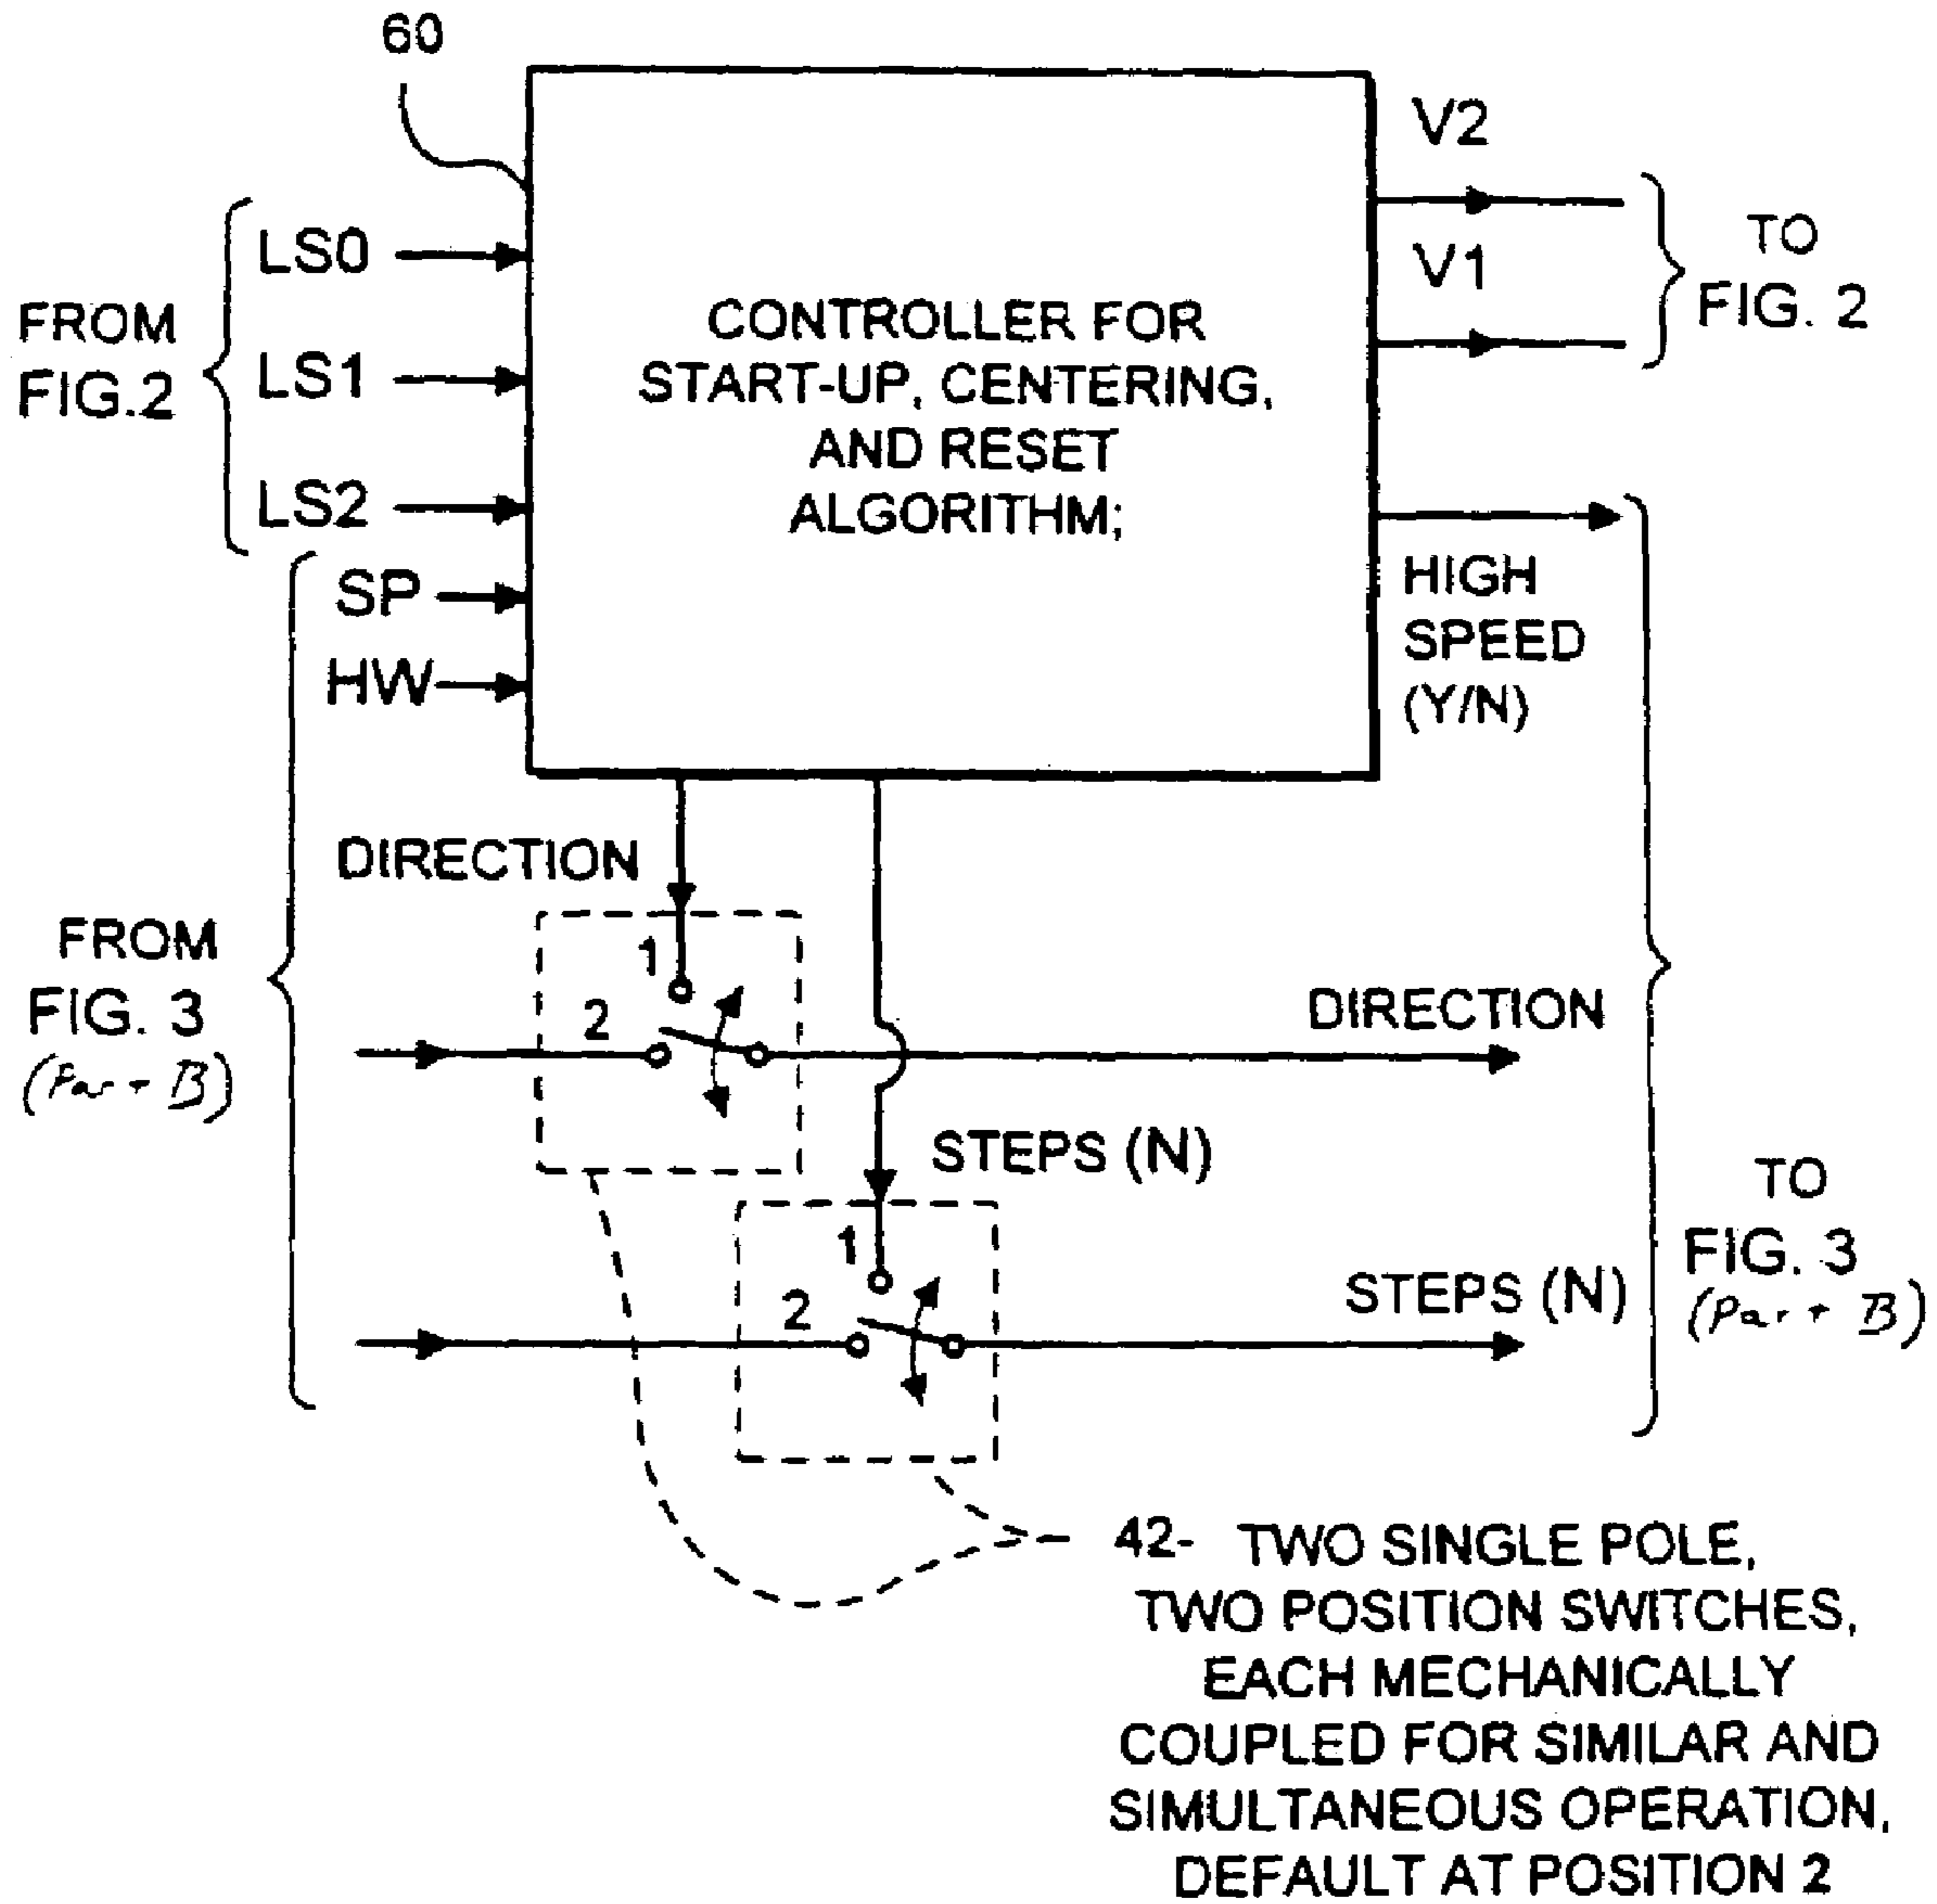 60
V2
LS0
TO
FROM
V1
FIG. 2
FIG.2
CONTROLLER FOR
LS1
START-UP, CENTERING,
AND RESET
LS2
ALGORITHM;
SP
HIGH
SPEED
HW
(Y/N)
DIRECTION
FROM
1
FIG. 3
2
DIRECTION
(Part B)
STEPS (N)
TO
1
FIG. 3
2
STEPS (N)
(Part B)
42- TWO SINGLE POLE,
TWO POSITION SWITCHES,
EACH MECHANICALLY
COUPLED FOR SIMILAR AND
SIMULTANEOUS OPERATION,
DEFAULT AT POSITION 2